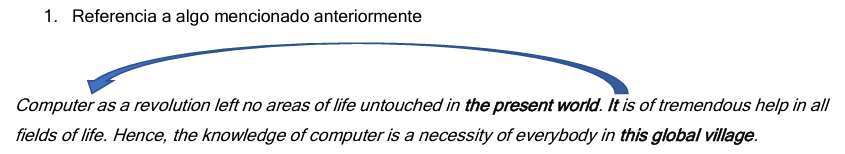 1. Referencia a algo mencionado anteriormente
Computer as a revolution left no areas of life untouched in the present world. It is of tremendous help in all
fields of life. Hence, the knowledge of computer is a necessity of everybody in this global village.